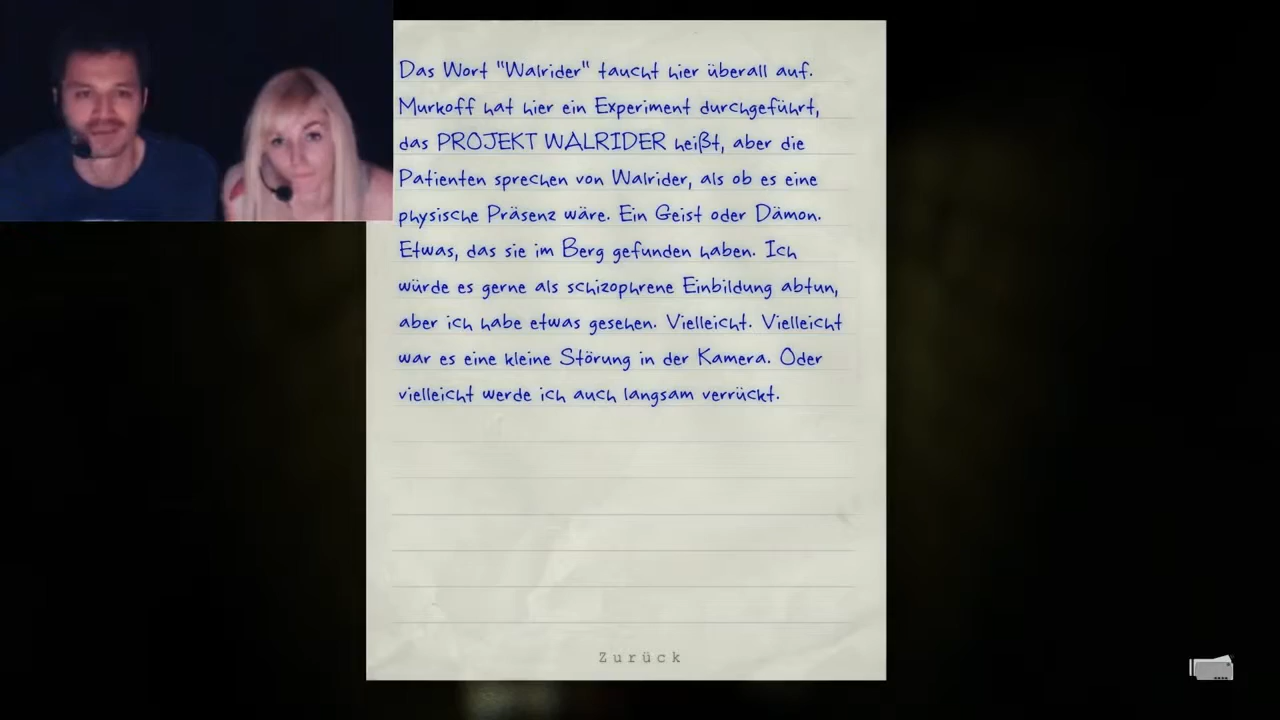 Das Wort "Walrider" taucht hier überall auf.
Murkoff hat hier ein Experiment durchgeführt,
das PROJEKT WALRIDER heißt, aber die
Patienten sprechen von Walrider, als ob es eine
physische Präsenz wäre. Ein Geist oder Dämon.
Etwas, das sie im Berg gefunden haben. Ich
würde es gerne als schizophrene Einbildung abtun,
aber ich habe etwas gesehen. Vielleicht. Vielleicht
war es eine kleine Störung in der Kamera. Oder
vielleicht werde ich auch langsam verrückt.
Zurück